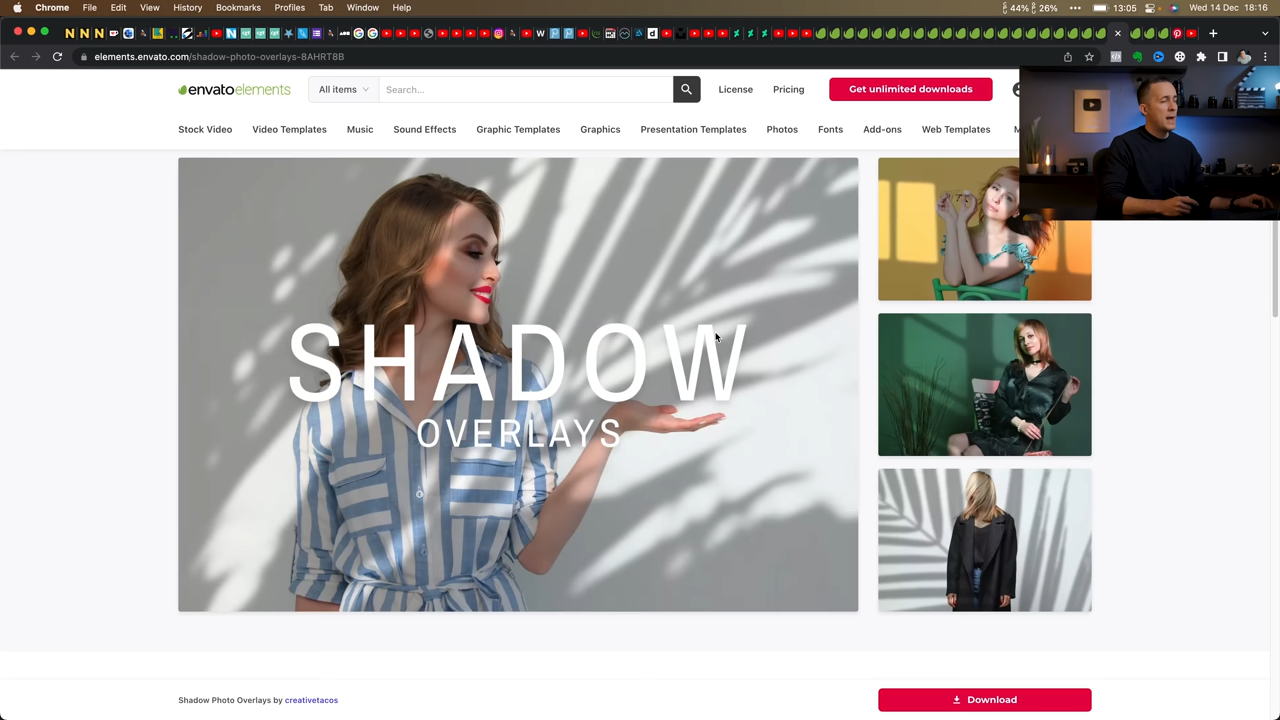 Chrome File Edit View History Bookmarks Profiles Tab Window Help
44% 26% 13:05 Wed 14 Dec 18:16
elements.envato.com/shadow-photo-overlays-8AHRT8B
envatoelements All items Search... License Pricing Get unlimited downloads
Stock Video Video Templates Music Sound Effects Graphic Templates Graphics Presentation Templates Photos Fonts Add-ons Web Templates
SHADOW
OVERLAYS
Shadow Photo Overlays by creativetacos Download